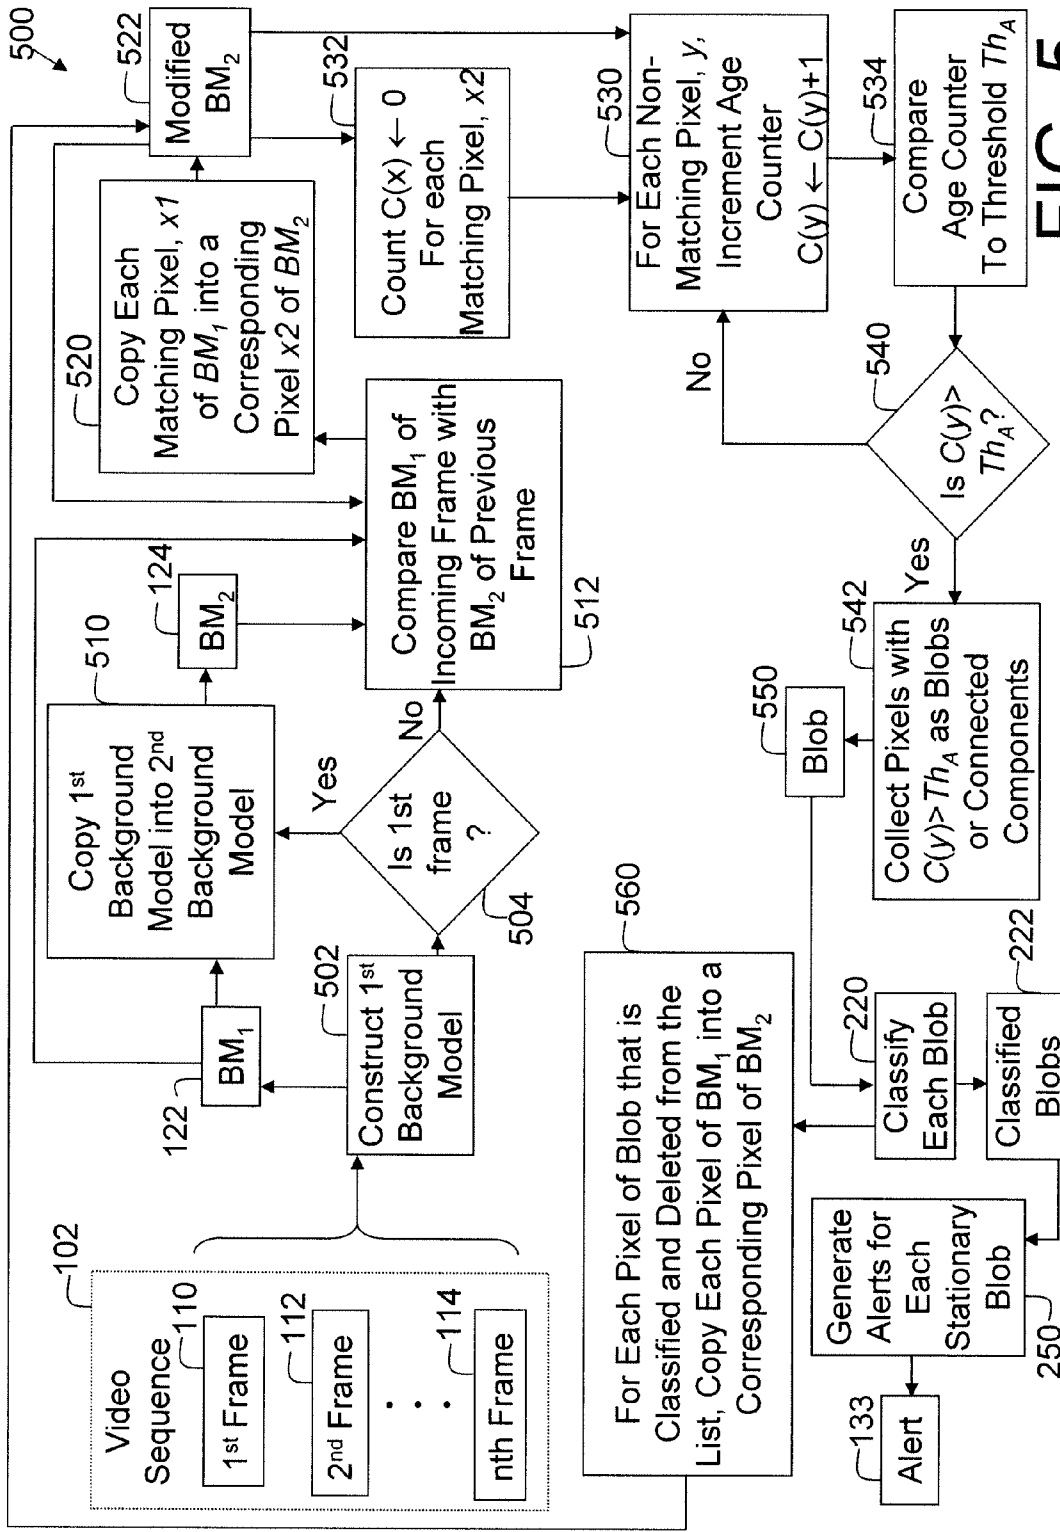 500
102
Video
Sequence
110
1st Frame
112
2nd Frame
114
nth Frame
502
Construct 1st
Background
Model
122
BM1
510
Copy 1st
Background
Model into 2nd
Background
Model
124
BM2
504
Is 1st
frame
?
Yes
No
512
Compare BM1 of
Incoming Frame with
BM2 of Previous
Frame
520
Copy Each
Matching Pixel, x1
of BM1 into a
Corresponding
Pixel x2 of BM2
522
Modified
BM2
532
Count C(x) ← 0
For each
Matching Pixel, x2
530
For Each Non-
Matching Pixel, y,
Increment Age
Counter
C(y) ← C(y)+1
534
Compare
Age Counter
To Threshold ThA
540
Is C(y)>
ThA?
No
Yes
542
Collect Pixels with
C(y)> ThA as Blobs
or Connected
Components
550
Blob
560
For Each Pixel of Blob that is
Classified and Deleted from the
List, Copy Each Pixel of BM1 into a
Corresponding Pixel of BM2
220
Classify
Each Blob
222
Classified
Blobs
250
Generate
Alerts for
Each
Stationary
Blob
133
Alert